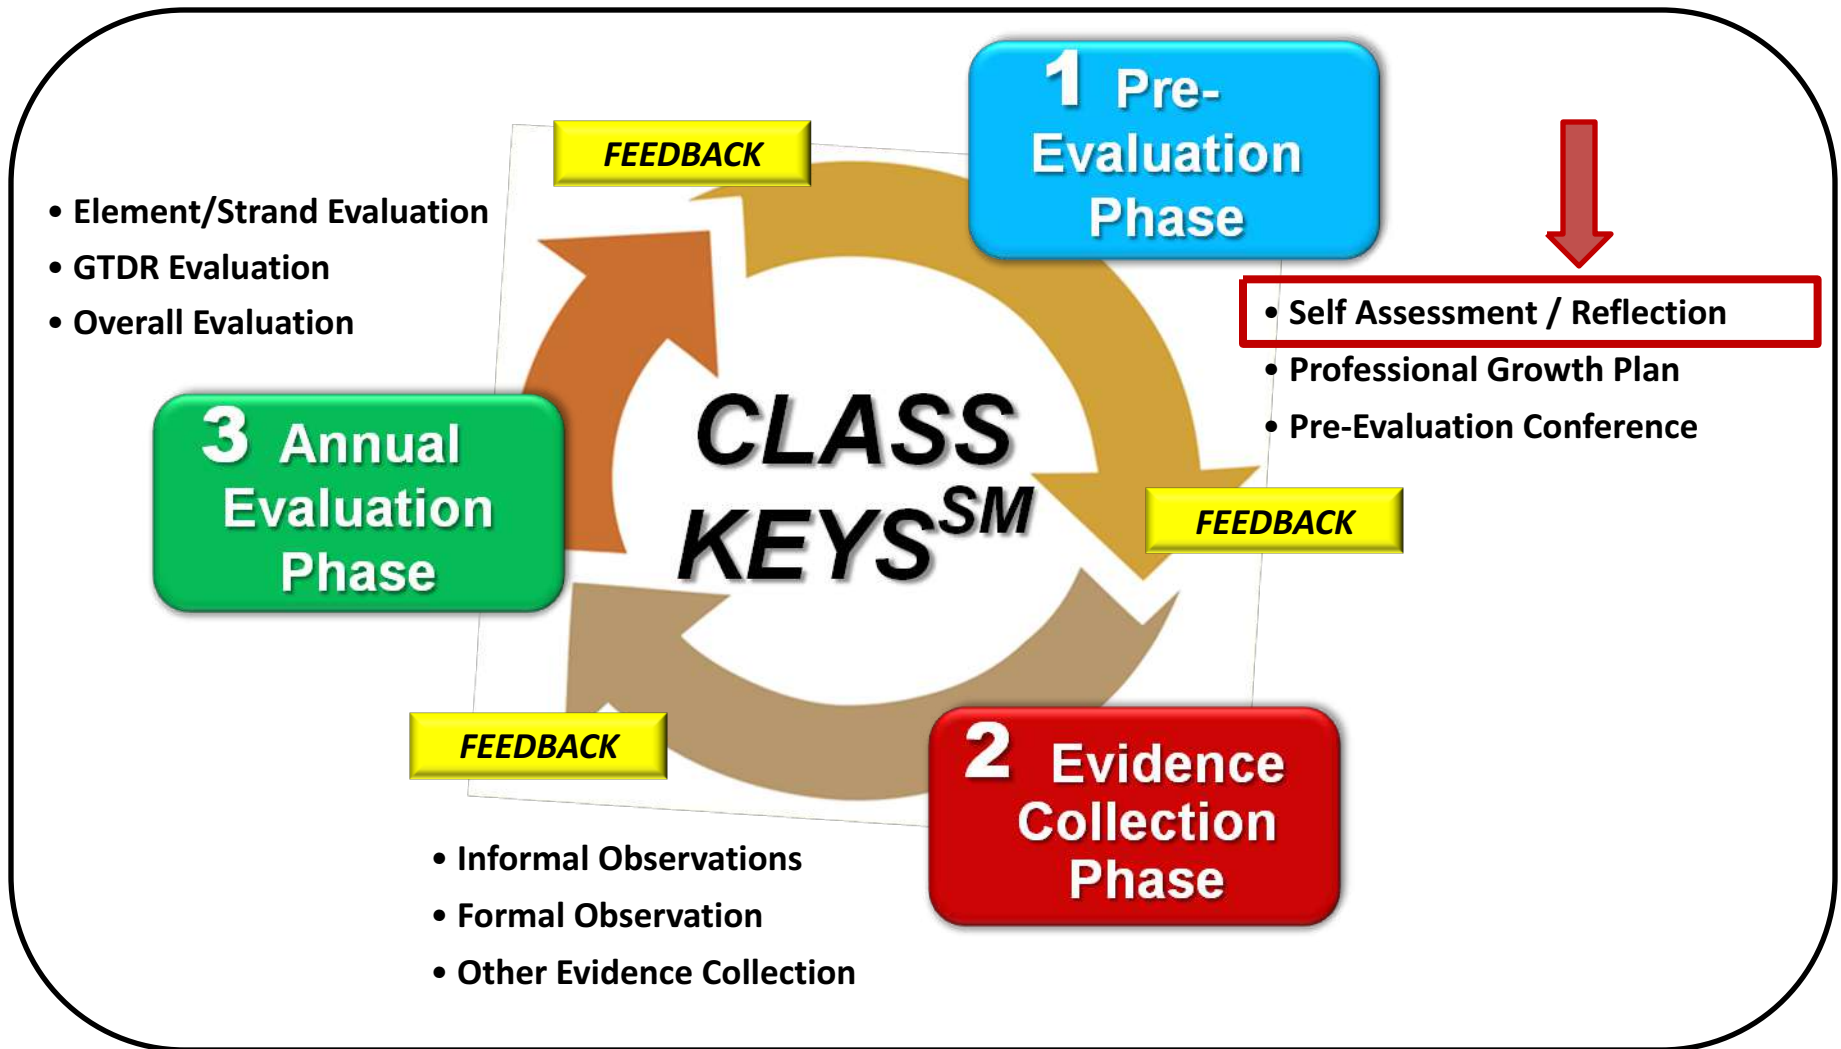 1 Pre-
Evaluation
Phase
FEEDBACK
• Element/Strand Evaluation
• GTDR Evaluation
• Overall Evaluation
• Self Assessment / Reflection
• Professional Growth Plan
• Pre-Evaluation Conference
3 Annual
Evaluation
Phase
CLASS
KEYS SM
FEEDBACK
FEEDBACK
2 Evidence
Collection
Phase
• Informal Observations
• Formal Observation
• Other Evidence Collection